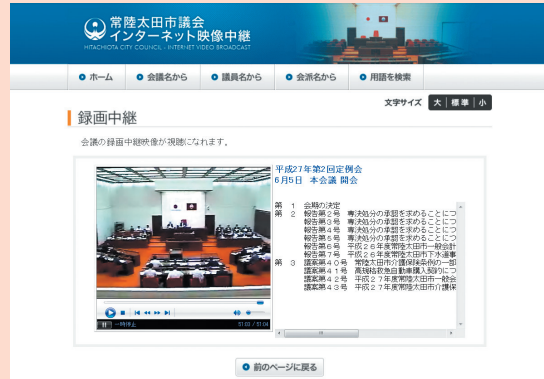 常陸太田市議会
インターネット映像中継
HITACHIOTA CITY COUNCIL - INTERNET VIDEO BROADCAST
ホーム 会議名から 議員名から 会派名から 用語を検索
文字サイズ 大 標準 小
録画中継
会議の録画中継映像が視聴になれます。
平成27年第2回定例会
6月5日 本会議 開会
第 1 会期の決定
第 2 報告第2号 専決処分の承認を求めることにつ
報告第3号 専決処分の承認を求めることにつ
報告第4号 専決処分の承認を求めることにつ
報告第5号 専決処分の承認を求めることにつ
報告第6号 平成26年度常陸太田市一般会計
報告第7号 平成26年度常陸太田市下水道事
第 3 議案第40号 常陸太田市介護保険条例の一部
議案第41号 高規格救急自動車購入契約につ
議案第42号 平成27年度常陸太田市一般会
議案第43号 平成27年度常陸太田市介護保
一時停止 51:03 / 51:04
前のページに戻る